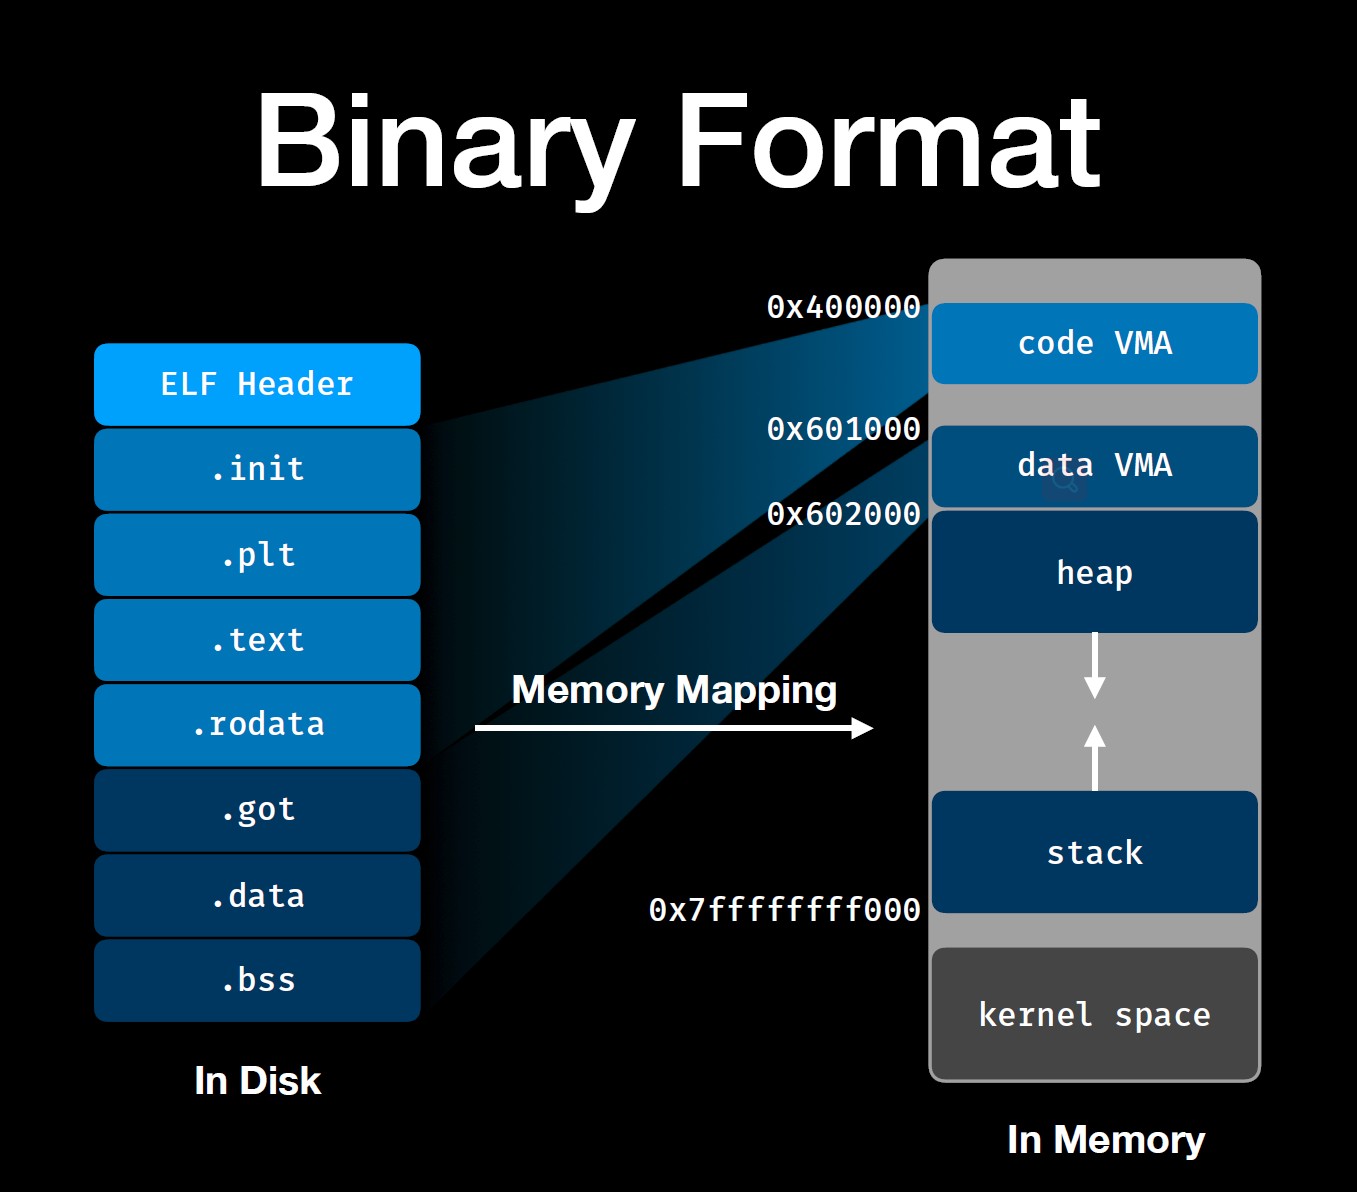 Binary Format
ELF Header
.init
.plt
.text
.rodata
.got
.data
.bss
In Disk
Memory Mapping
0x400000
0x601000
0x602000
0x7ffffffff000
code VMA
data VMA
heap
stack
kernel space
In Memory